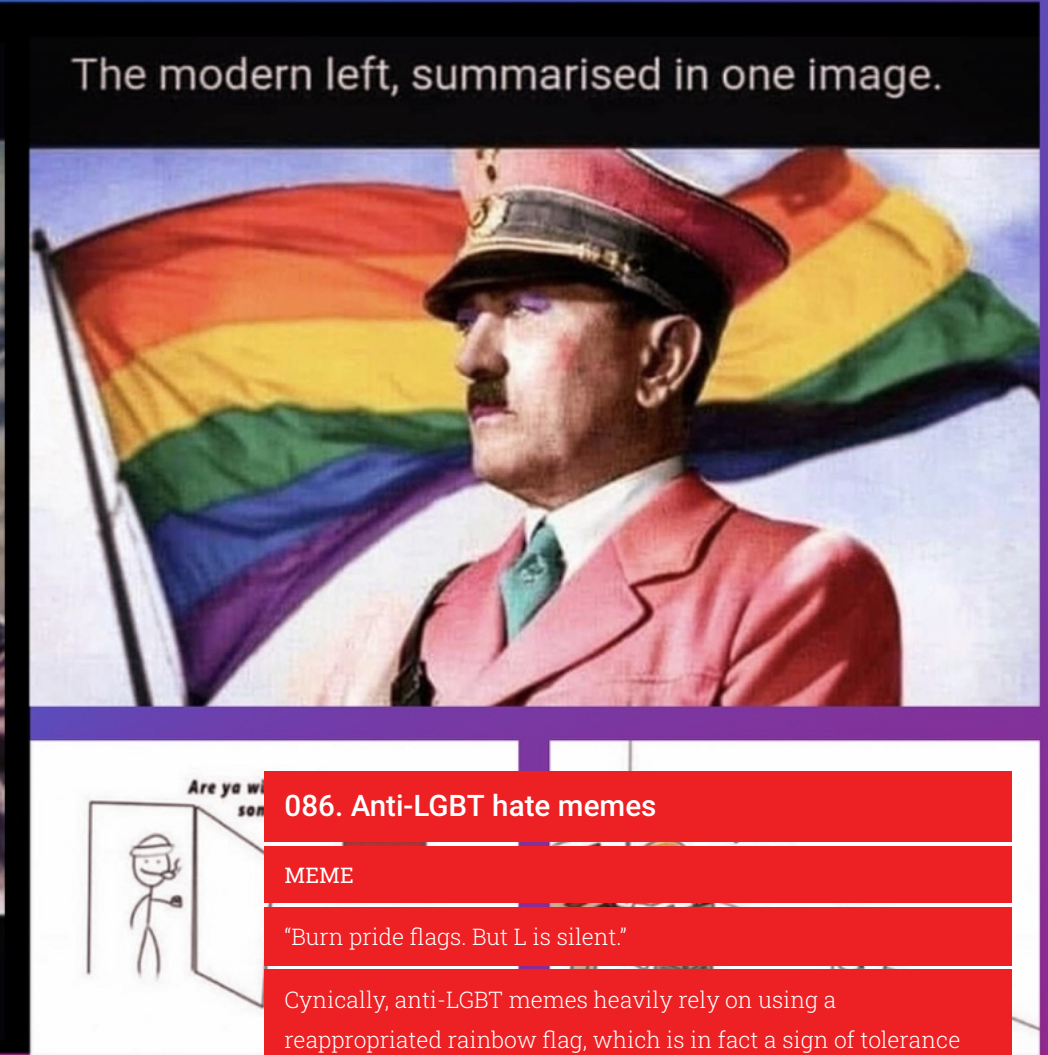 The modern left, summarised in one image.
Are ya
086. Anti-LGBT hate memes
MEME
“Burn pride flags. But L is silent.”
Cynically, anti-LGBT memes heavily rely on using a
reappropriated rainbow flag, which is in fact a sign of tolerance